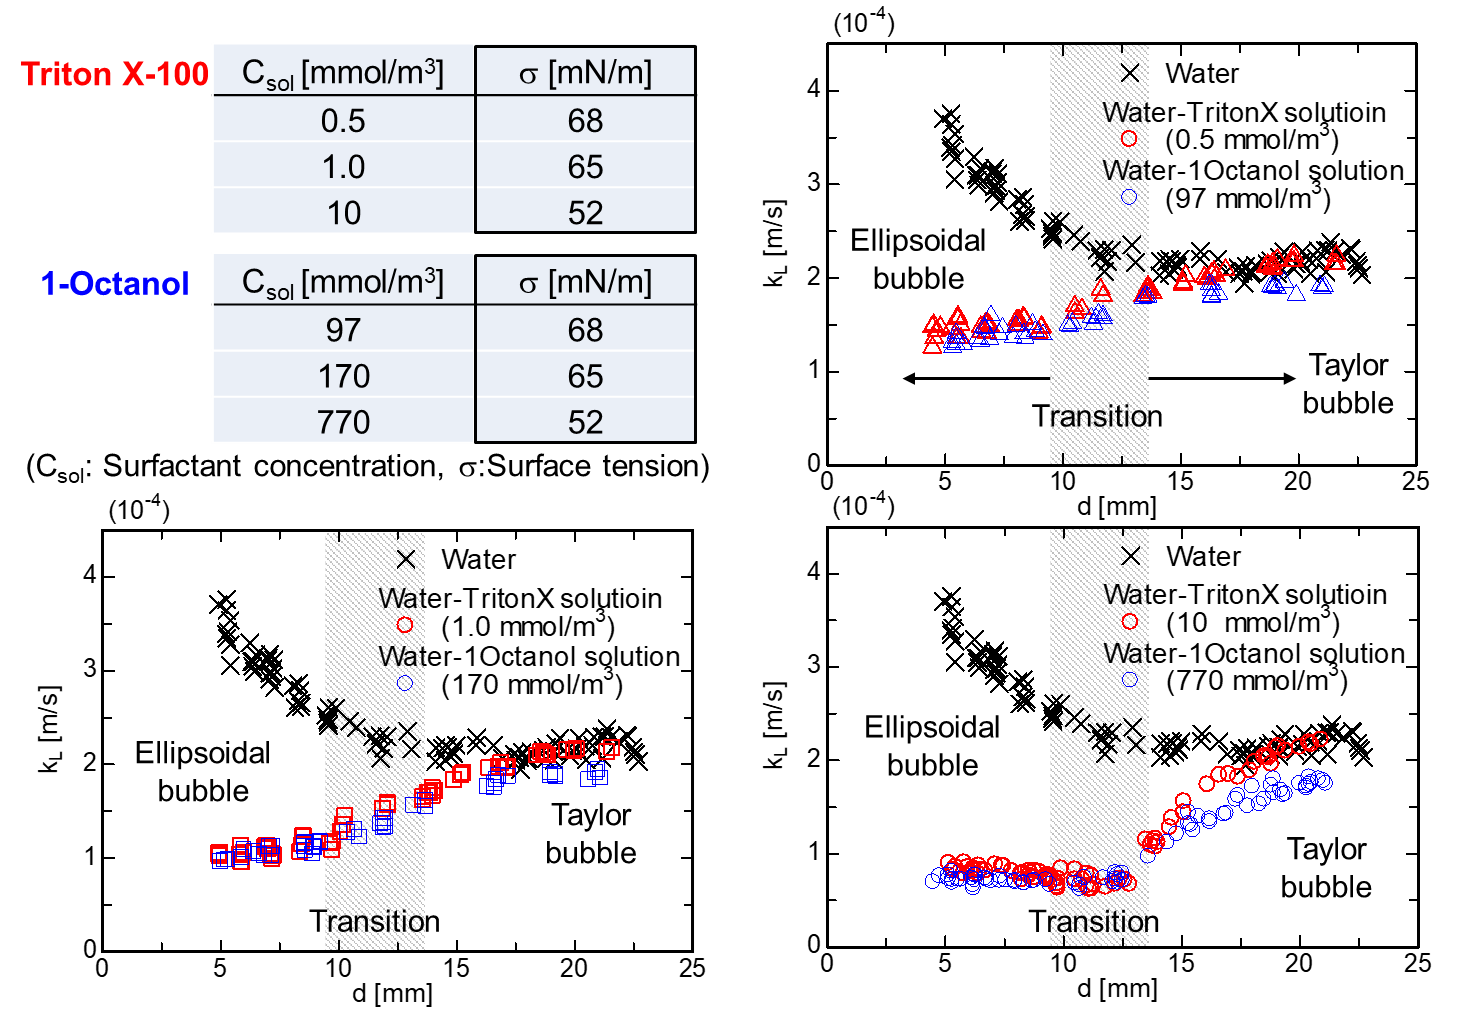 Triton X-100
C_sol [mmol/m³] σ [mN/m]
0.5 68
1.0 65
10 52
1-Octanol
C_sol [mmol/m³] σ [mN/m]
97 68
170 65
770 52
(C_sol: Surfactant concentration, σ:Surface tension)
(10⁻⁴)
Water
Water-TritonX solutioin
(0.5 mmol/m³)
Water-1Octanol solution
(97 mmol/m³)
Ellipsoidal
bubble
Taylor
bubble
Transition
k_L [m/s]
4
3
2
1
0
0 5 10 15 20 25
d [mm]
(10⁻⁴)
Water
Water-TritonX solutioin
(1.0 mmol/m³)
Water-1Octanol solution
(170 mmol/m³)
Ellipsoidal
bubble
Taylor
bubble
Transition
k_L [m/s]
4
3
2
1
0
0 5 10 15 20 25
d [mm]
(10⁻⁴)
Water
Water-TritonX solutioin
(10 mmol/m³)
Water-1Octanol solution
(770 mmol/m³)
Ellipsoidal
bubble
Taylor
bubble
Transition
k_L [m/s]
4
3
2
1
0
0 5 10 15 20 25
d [mm]